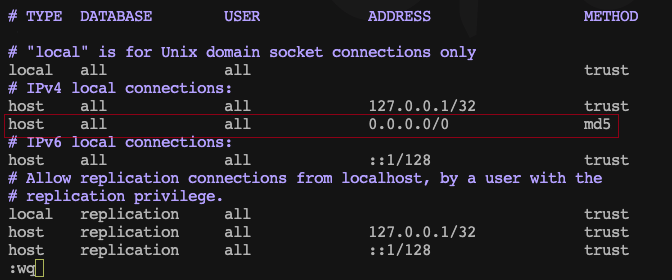 # TYPE  DATABASE        USER            ADDRESS                 METHOD
# "local" is for Unix domain socket connections only
local   all             all                                     trust
# IPv4 local connections:
host    all             all             127.0.0.1/32            trust
host    all             all             0.0.0.0/0               md5
# IPv6 local connections:
host    all             all             ::1/128                 trust
# Allow replication connections from localhost, by a user with the
# replication privilege.
local   replication     all                                     trust
host    replication     all             127.0.0.1/32            trust
host    replication     all             ::1/128                 trust
:wq